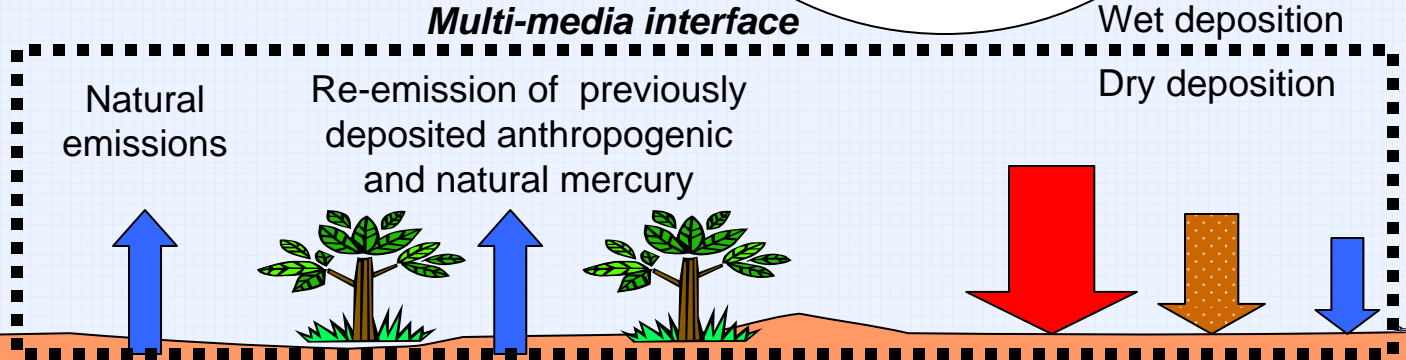 Multi-media interface
Wet deposition
Dry deposition
Natural
emissions
Re-emission of  previously
deposited anthropogenic
and natural mercury